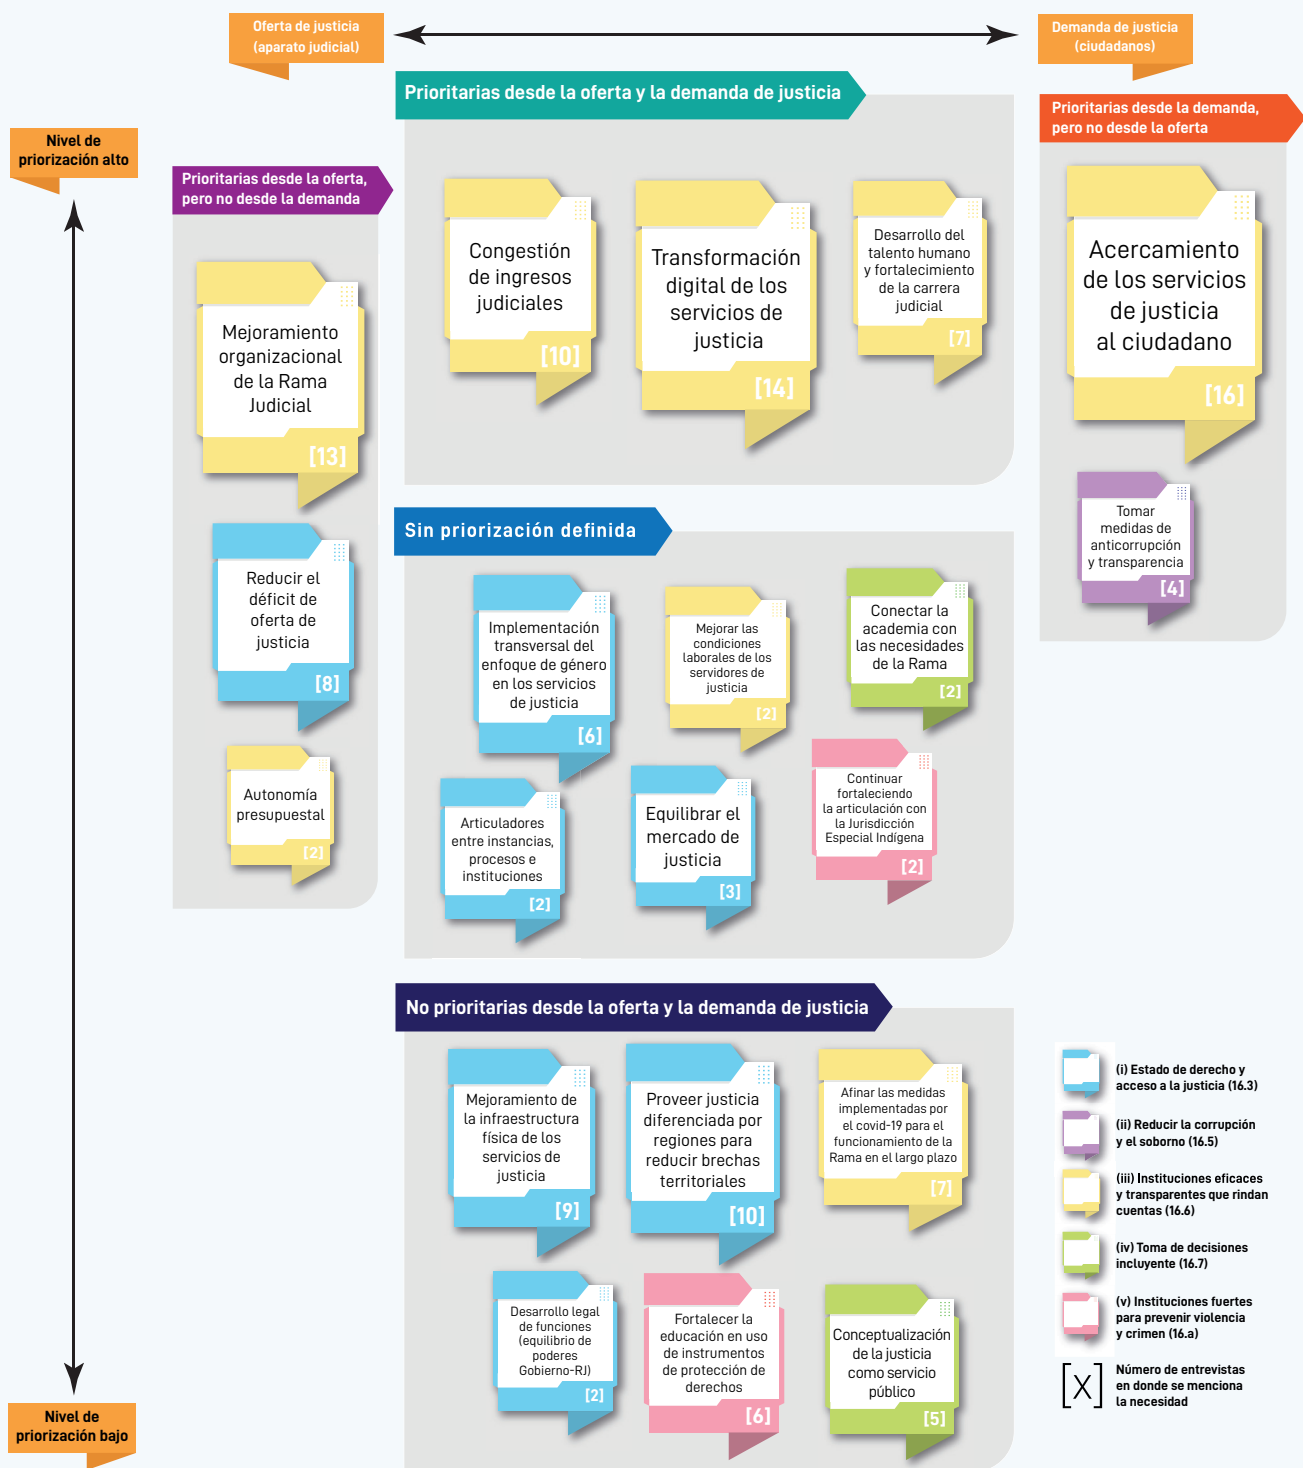 Oferta de justicia
(aparato judicial)
Demanda de justicia
(ciudadanos)
Nivel de
priorización alto
Prioritarias desde la oferta,
pero no desde la demanda
Mejoramiento
organizacional
de la Rama
Judicial
[13]
Reducir el
déficit de
oferta de
justicia
[8]
Autonomía
presupuestal
[2]
Prioritarias desde la oferta y la demanda de justicia
Congestión
de ingresos
judiciales
[10]
Transformación
digital de los
servicios de
justicia
[14]
Desarrollo del
talento humano
y fortalecimiento
de la carrera
judicial
[7]
Prioritarias desde la demanda,
pero no desde la oferta
Acercamiento
de los servicios
de justicia
al ciudadano
[16]
Tomar
medidas de
anticorrupción
y transparencia
[4]
Sin priorización definida
Implementación
transversal del
enfoque de género
en los servicios
de justicia
[6]
Mejorar las
condiciones
laborales de los
servidores de
justicia
[2]
Conectar la
academia con
las necesidades
de la Rama
[2]
Articuladores
entre instancias,
procesos e
instituciones
[2]
Equilibrar el
mercado de
justicia
[3]
Continuar
fortaleciendo
la articulación con
la Jurisdicción
Especial Indígena
[2]
No prioritarias desde la oferta y la demanda de justicia
Mejoramiento de
la infraestructura
física de los
servicios de
justicia
[9]
Proveer justicia
diferenciada por
regiones para
reducir brechas
territoriales
[10]
Afinar las medidas
implementadas por
el covid-19 para el
funcionamiento de la
Rama en el largo plazo
[7]
Desarrollo legal
de funciones
(equilibrio de
poderes
Gobierno-RJ)
[2]
Fortalecer la
educación en uso
de instrumentos
de protección de
derechos
[6]
Conceptualización
de la justicia
como servicio
público
[5]
Nivel de
priorización bajo
(i) Estado de derecho y
acceso a la justicia (16.3)
(ii) Reducir la corrupción
y el soborno (16.5)
(iii) Instituciones eficaces
y transparentes que rindan
cuentas (16.6)
(iv) Toma de decisiones
incluyente (16.7)
(v) Instituciones fuertes
para prevenir violencia
y crimen (16.a)
[X]
Número de entrevistas
en donde se menciona
la necesidad